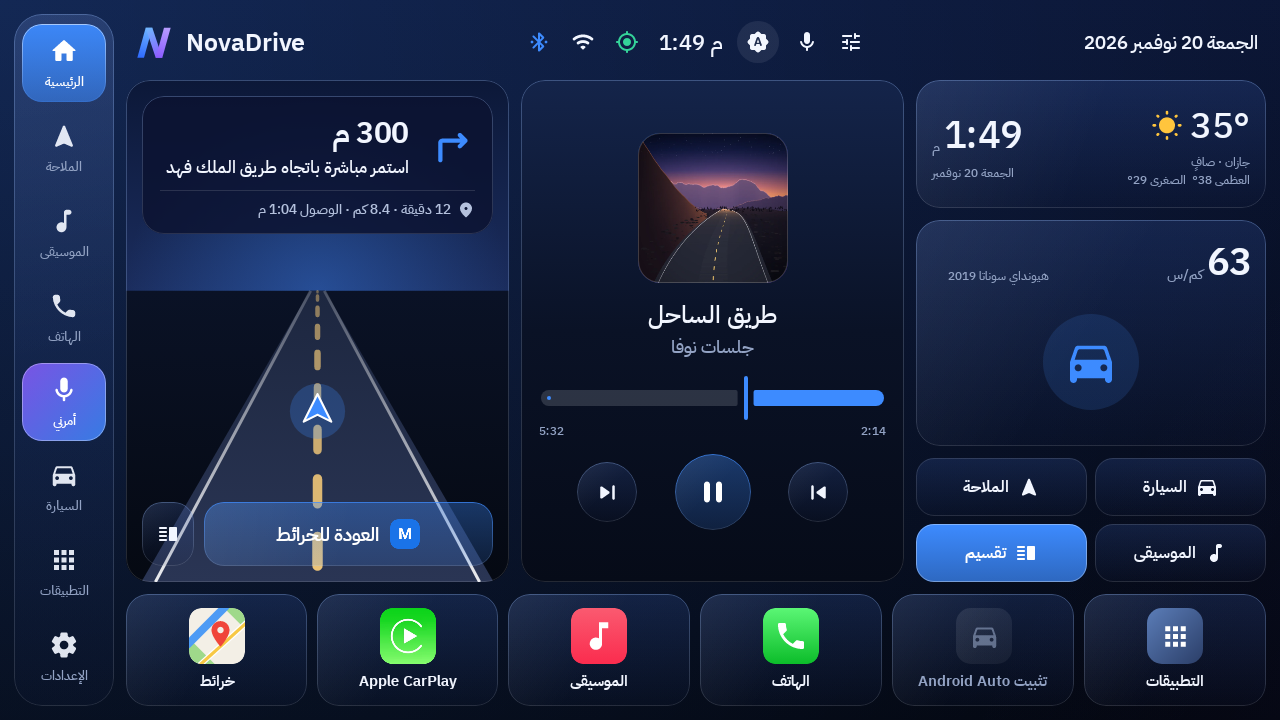 الجمعة 20 نوفمبر 2026
1:49 م
NovaDrive
الرئيسية
الملاحة
الموسيقى
الهاتف
أمرني
السيارة
التطبيقات
الإعدادات
35°
جازان · صافٍ
العظمى 38° الصغرى 29°
1:49 م
الجمعة 20 نوفمبر
63 كم/س
هيونداي سوناتا 2019
السيارة
الملاحة
الموسيقى
تقسيم
طريق الساحل
جلسات نوفا
2:14
5:32
300 م
استمر مباشرة باتجاه طريق الملك فهد
12 دقيقة · 8.4 كم · الوصول 1:04 م
M العودة للخرائط
التطبيقات
تثبيت Android Auto
الهاتف
الموسيقى
Apple CarPlay
خرائط